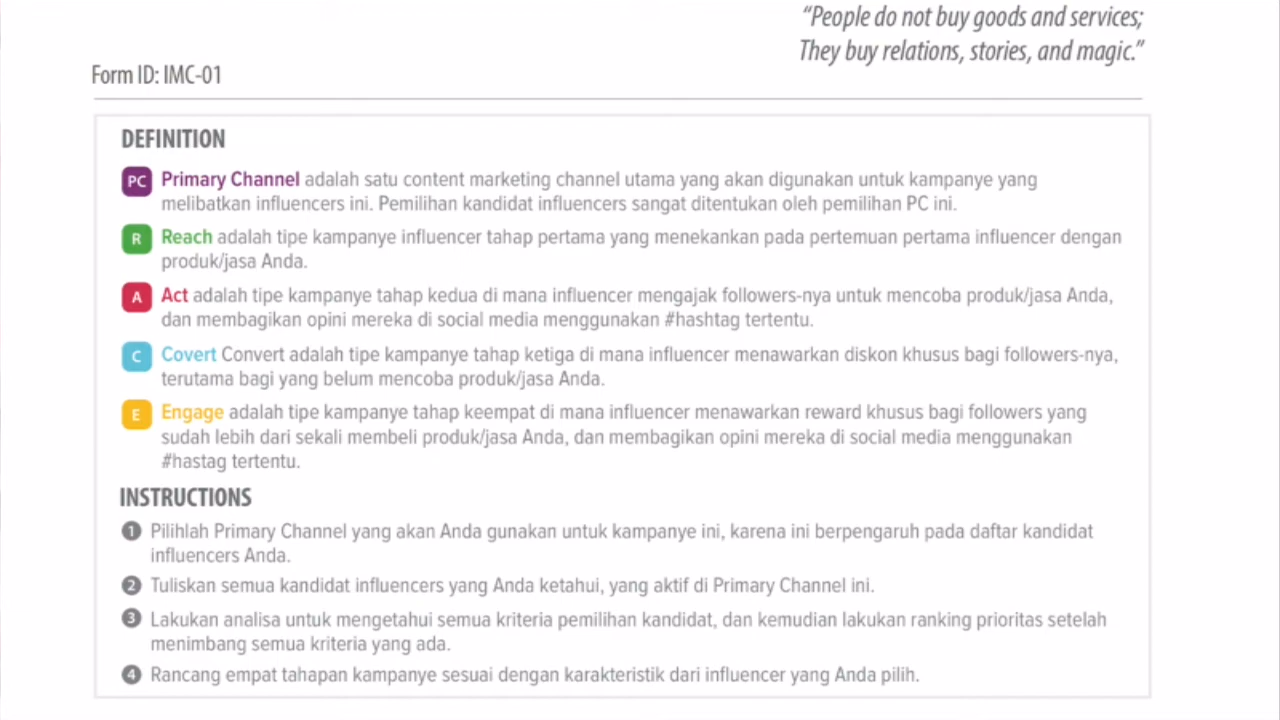 “People do not buy goods and services;
They buy relations, stories, and magic.”
Form ID: IMC-01
DEFINITION
PC Primary Channel adalah satu content marketing channel utama yang akan digunakan untuk kampanye yang
melibatkan influencers ini. Pemilihan kandidat influencers sangat ditentukan oleh pemilihan PC ini.
R Reach adalah tipe kampanye influencer tahap pertama yang menekankan pada pertemuan pertama influencer dengan
produk/jasa Anda.
A Act adalah tipe kampanye tahap kedua di mana influencer mengajak followers-nya untuk mencoba produk/jasa Anda,
dan membagikan opini mereka di social media menggunakan #hashtag tertentu.
C Covert Convert adalah tipe kampanye tahap ketiga di mana influencer menawarkan diskon khusus bagi followers-nya,
terutama bagi yang belum mencoba produk/jasa Anda.
E Engage adalah tipe kampanye tahap keempat di mana influencer menawarkan reward khusus bagi followers yang
sudah lebih dari sekali membeli produk/jasa Anda, dan membagikan opini mereka di social media menggunakan
#hastag tertentu.
INSTRUCTIONS
1 Pilihlah Primary Channel yang akan Anda gunakan untuk kampanye ini, karena ini berpengaruh pada daftar kandidat
influencers Anda.
2 Tuliskan semua kandidat influencers yang Anda ketahui, yang aktif di Primary Channel ini.
3 Lakukan analisa untuk mengetahui semua kriteria pemilihan kandidat, dan kemudian lakukan ranking prioritas setelah
menimbang semua kriteria yang ada.
4 Rancang empat tahapan kampanye sesuai dengan karakteristik dari influencer yang Anda pilih.